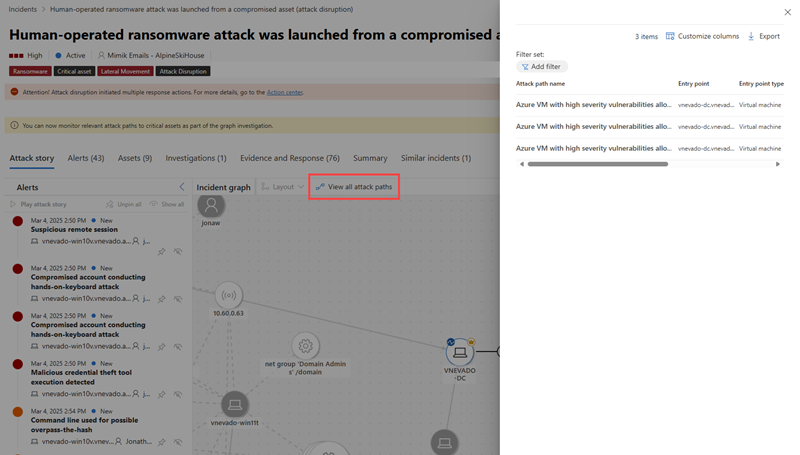 Incidents > Human-operated ransomware attack was launched from a compromised asset (attack disruption)
Human-operated ransomware attack was launched from a compromised a
High Active Mimik Emails - AlpineSkiHouse
Ransomware Critical asset Lateral Movement Attack Disruption
Attention! Attack disruption initiated multiple response actions. For more details, go to the Action center.
You can now monitor relevant attack paths to critical assets as part of the graph investigation.
Attack story Alerts (43) Assets (9) Investigations (1) Evidence and Response (76) Summary Similar incidents (1)
Alerts
Play attack story Unpin all Show all
Mar 4, 2025 2:50 PM New
Suspicious remote session
vnevado-win10v.vnevado.a... j...
Mar 4, 2025 2:50 PM New
Compromised account conducting
hands-on-keyboard attack
vnevado-win10v.vnevado.a... j...
Mar 4, 2025 2:50 PM New
Compromised account conducting
hands-on-keyboard attack
vnevado-win10v.vnevado.a... j...
Mar 4, 2025 2:50 PM New
Malicious credential theft tool
execution detected
vnevado-win10v.vnevado.a... j...
Mar 4, 2025 2:54 PM New
Command line used for possible
overpass-the-hash
vnevado-win10v.vnev... Jonath...
Incident graph Layout View all attack paths
jonaw
10.60.0.63
net group 'Domain Admin
s' /domain
VNEVADO
-DC
vnevado-win11t
3 items Customize columns Export
Filter set:
Add filter
Attack path name Entry point Entry point type
Azure VM with high severity vulnerabilities allo... vnevado-dc.vnevad... Virtual machine
Azure VM with high severity vulnerabilities allo... vnevado-dc.vnevad... Virtual machine
Azure VM with high severity vulnerabilities allo... vnevado-dc.vnevad... Virtual machine